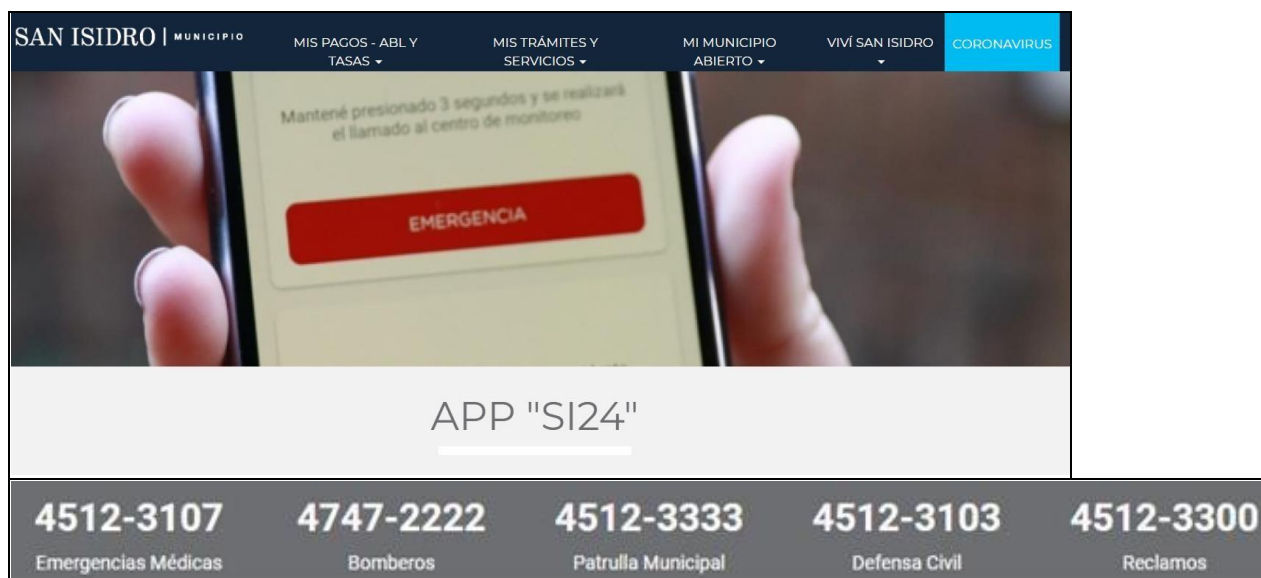 SAN ISIDRO | MUNICIPIO
MIS PAGOS - ABL Y
TASAS
MIS TRÁMITES Y
SERVICIOS
MI MUNICIPIO
ABIERTO
VIVÍ SAN ISIDRO
CORONAVIRUS
Mantené presionado 3 segundos y se realizará
el llamado al centro de monitoreo
EMERGENCIA
APP "SI24"
4512-3107
Emergencias Médicas
4747-2222
Bomberos
4512-3333
Patrulla Municipal
4512-3103
Defensa Civil
4512-3300
Reclamos